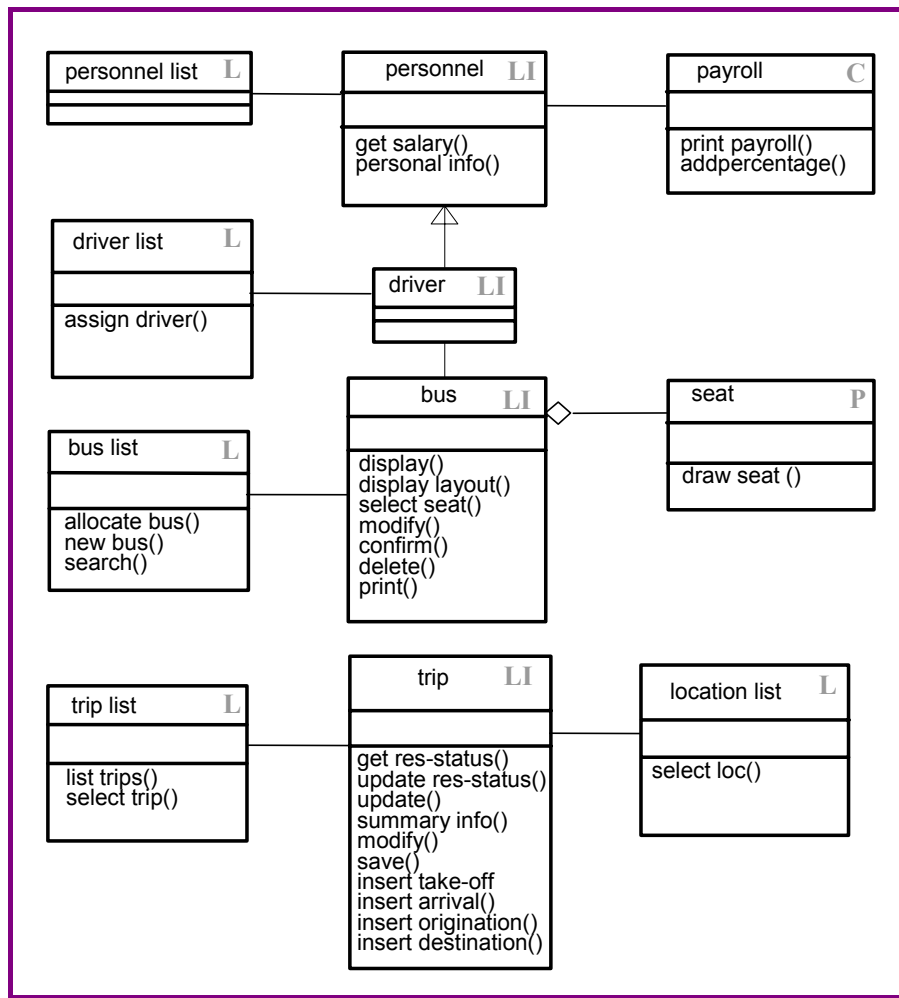 personnel list L
personnel LI
get salary()
personal info()
payroll C
print payroll()
addpercentage()
driver list L
assign driver()
driver LI
bus LI
display()
display layout()
select seat()
modify()
confirm()
delete()
print()
seat P
draw seat ()
bus list L
allocate bus()
new bus()
search()
trip list L
list trips()
select trip()
trip LI
get res-status()
update res-status()
update()
summary info()
modify()
save()
insert take-off
insert arrival()
insert origination()
insert destination()
location list L
select loc()